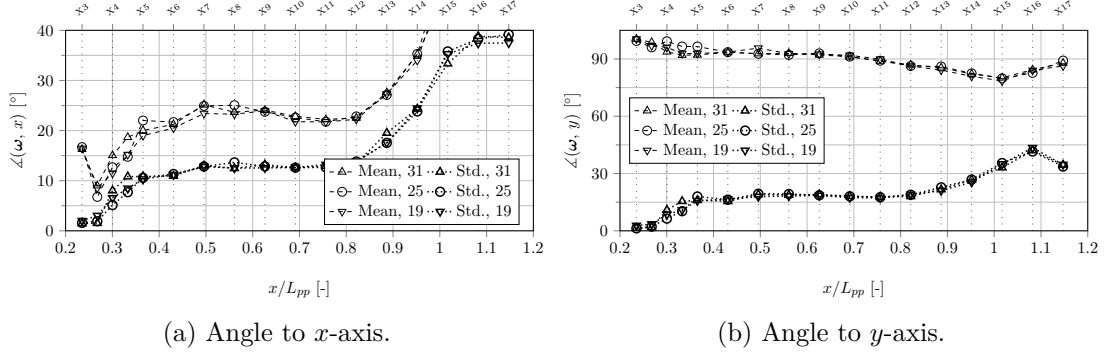 X3 X4 X5 X6 X7 X8 X9 X10 X11 X12 X13 X14 X15 X16 X17
40
30
20
10
0
∡(ω, x) [°]
Mean, 31 Std., 31
Mean, 25 Std., 25
Mean, 19 Std., 19
0.2 0.3 0.4 0.5 0.6 0.7 0.8 0.9 1 1.1 1.2
x/Lpp [-]
(a) Angle to x-axis.
X3 X4 X5 X6 X7 X8 X9 X10 X11 X12 X13 X14 X15 X16 X17
90
60
30
0
∡(ω, y) [°]
Mean, 31 Std., 31
Mean, 25 Std., 25
Mean, 19 Std., 19
0.2 0.3 0.4 0.5 0.6 0.7 0.8 0.9 1 1.1 1.2
x/Lpp [-]
(b) Angle to y-axis.